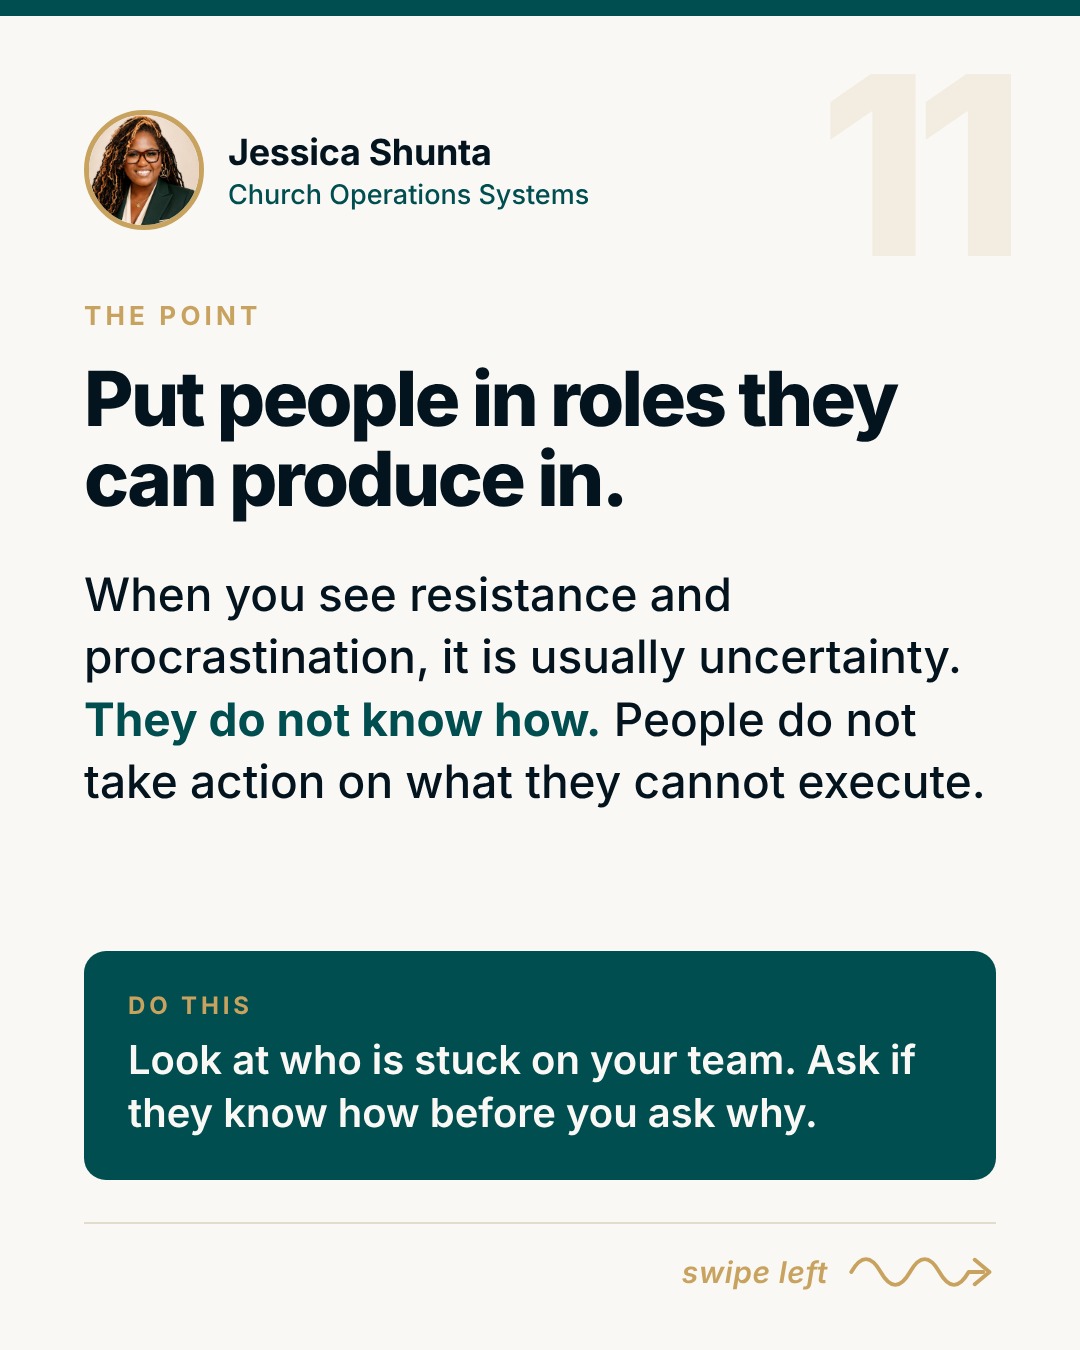 11
Jessica Shunta
Church Operations Systems
THE POINT
Put people in roles they
can produce in.
When you see resistance and
procrastination, it is usually uncertainty.
They do not know how. People do not
take action on what they cannot execute.
DO THIS
Look at who is stuck on your team. Ask if
they know how before you ask why.
swipe left